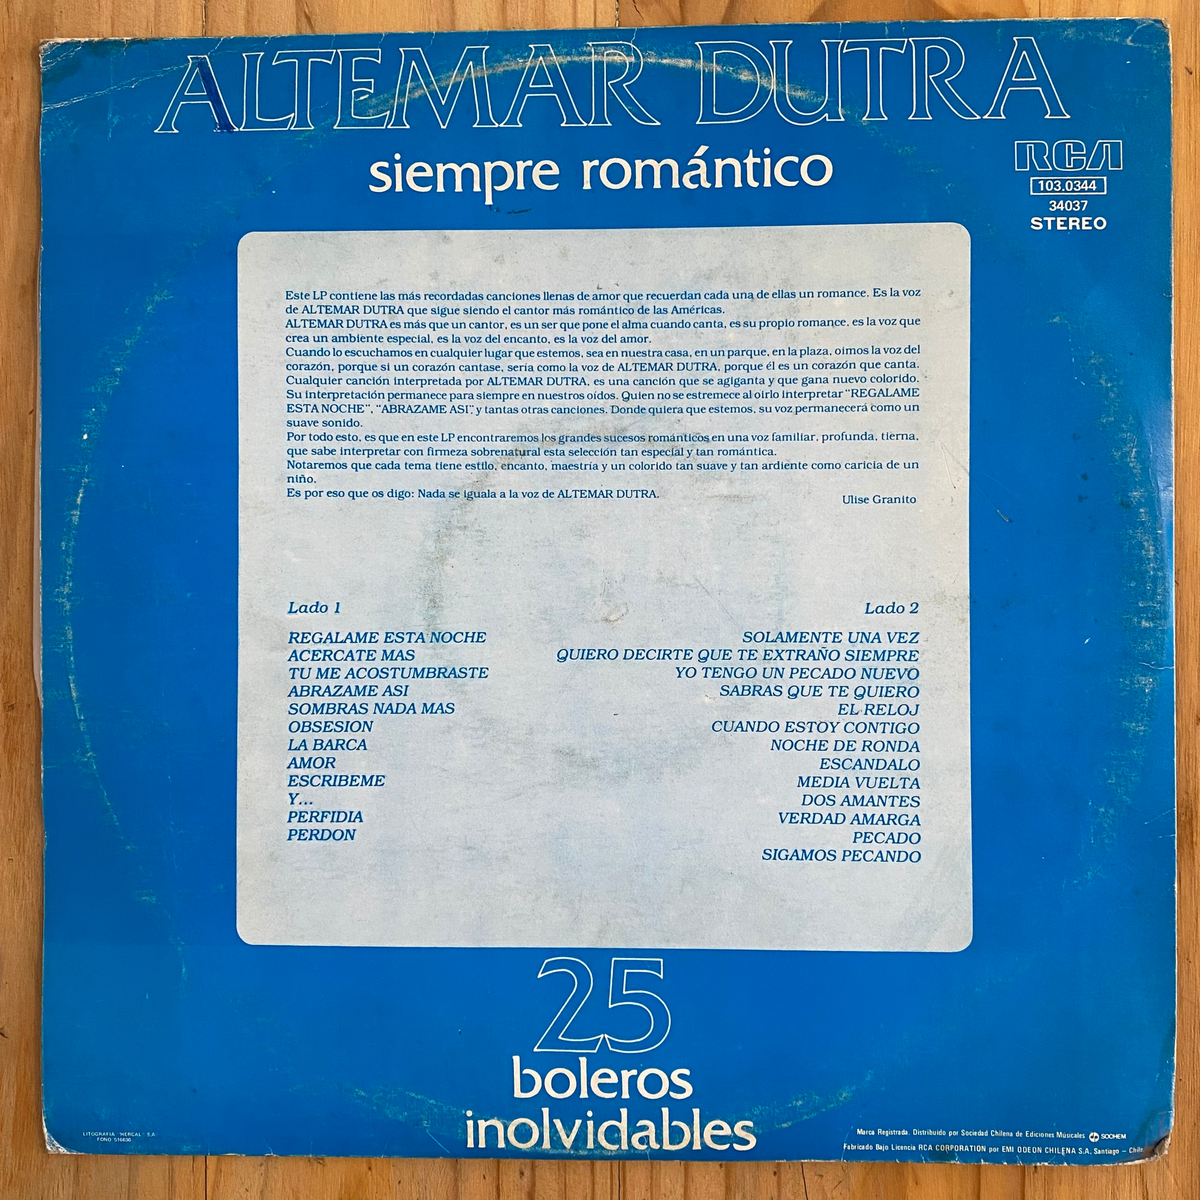 ALTEMAR DUTRA
siempre romántico
RCA
103.0344
34037
STEREO
Este LP contiene las más recordadas canciones llenas de amor que recuerdan cada una de ellas un romance. Es la voz
de ALTEMAR DUTRA que sigue siendo el cantor más romántico de las Américas.
ALTEMAR DUTRA es más que un cantor, es un ser que pone el alma cuando canta, es su propio romance, es la voz que
crea un ambiente especial, es la voz del encanto, es la voz del amor.
Cuando lo escuchamos en cualquier lugar que estemos, sea en nuestra casa, en un parque, en la plaza, oimos la voz del
corazón, porque si un corazón cantase, sería como la voz de ALTEMAR DUTRA, porque él es un corazón que canta.
Cualquier canción interpretada por ALTEMAR DUTRA, es una canción que se agiganta y que gana nuevo colorido.
Su interpretación permanece para siempre en nuestros oídos. Quien no se estremece al oirlo interpretar "REGALAME
ESTA NOCHE", "ABRAZAME ASI", y tantas otras canciones. Donde quiera que estemos, su voz permanecerá como un
suave sonido.
Por todo esto, es que en este LP encontraremos los grandes sucesos románticos en una voz familiar, profunda, tierna,
que sabe interpretar con firmeza sobrenatural esta selección tan especial y tan romántica.
Notaremos que cada tema tiene estilo, encanto, maestría y un colorido tan suave y tan ardiente como caricia de un
niño.
Es por eso que os digo: Nada se iguala a la voz de ALTEMAR DUTRA.
Ulise Granito
Lado 1
REGALAME ESTA NOCHE
ACERCATE MAS
TU ME ACOSTUMBRASTE
ABRAZAME ASI
SOMBRAS NADA MAS
OBSESION
LA BARCA
AMOR
ESCRIBEME
Y...
PERFIDIA
PERDON
Lado 2
SOLAMENTE UNA VEZ
QUIERO DECIRTE QUE TE EXTRAÑO SIEMPRE
YO TENGO UN PECADO NUEVO
SABRAS QUE TE QUIERO
EL RELOJ
CUANDO ESTOY CONTIGO
NOCHE DE RONDA
ESCANDALO
MEDIA VUELTA
DOS AMANTES
VERDAD AMARGA
PECADO
SIGAMOS PECANDO
25
boleros
inolvidables
LITOGRAFIA "MERCAL" S.A.
FONO 516630
Marca Registrada. Distribuido por Sociedad Chilena de Ediciones Músicales SOCHEM
Fabricado Bajo Licencia RCA CORPORATION por EMI ODEON CHILENA S.A. Santiago – Chile